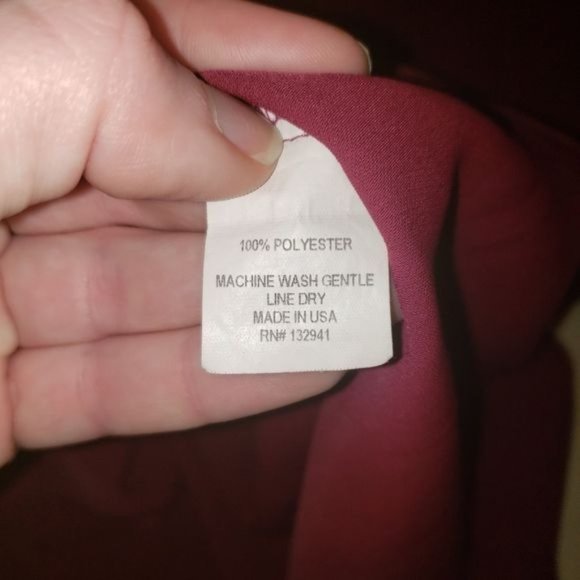 100% POLYESTER
MACHINE WASH GENTLE
LINE DRY
MADE IN USA
RN# 132941